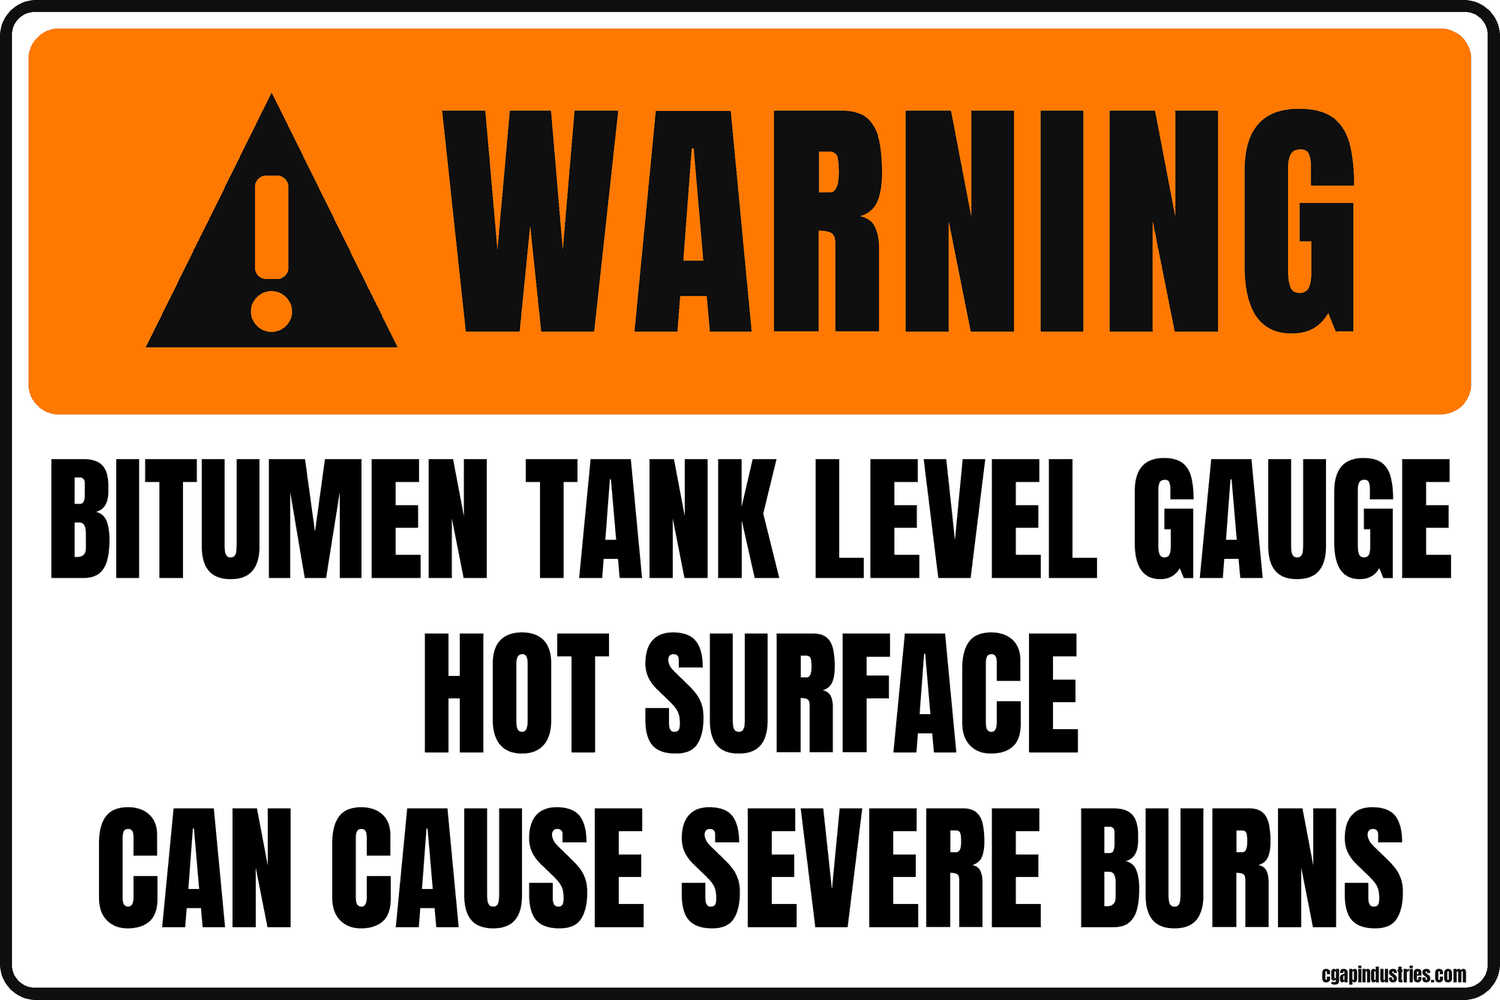 WARNING
BITUMEN TANK LEVEL GAUGE
HOT SURFACE
CAN CAUSE SEVERE BURNS
cgapindustries.com